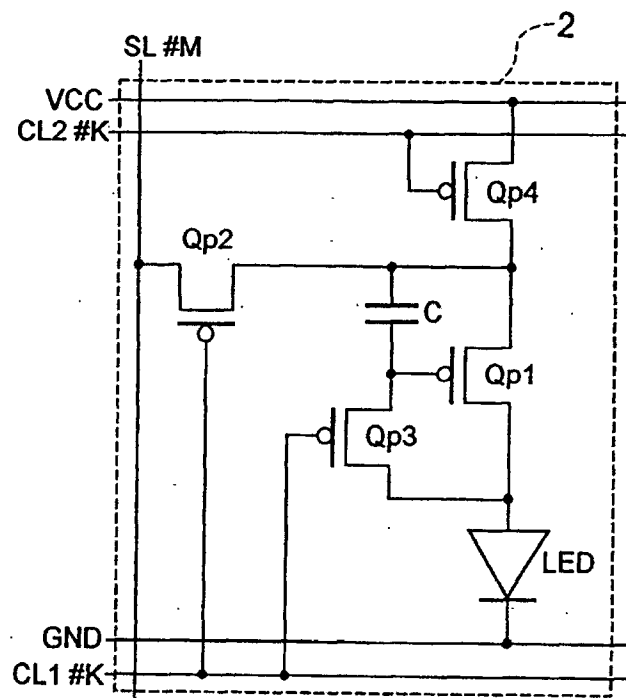 SL #M
2
VCC
CL2 #K
Qp4
Qp2
C
Qp1
Qp3
LED
GND
CL1 #K